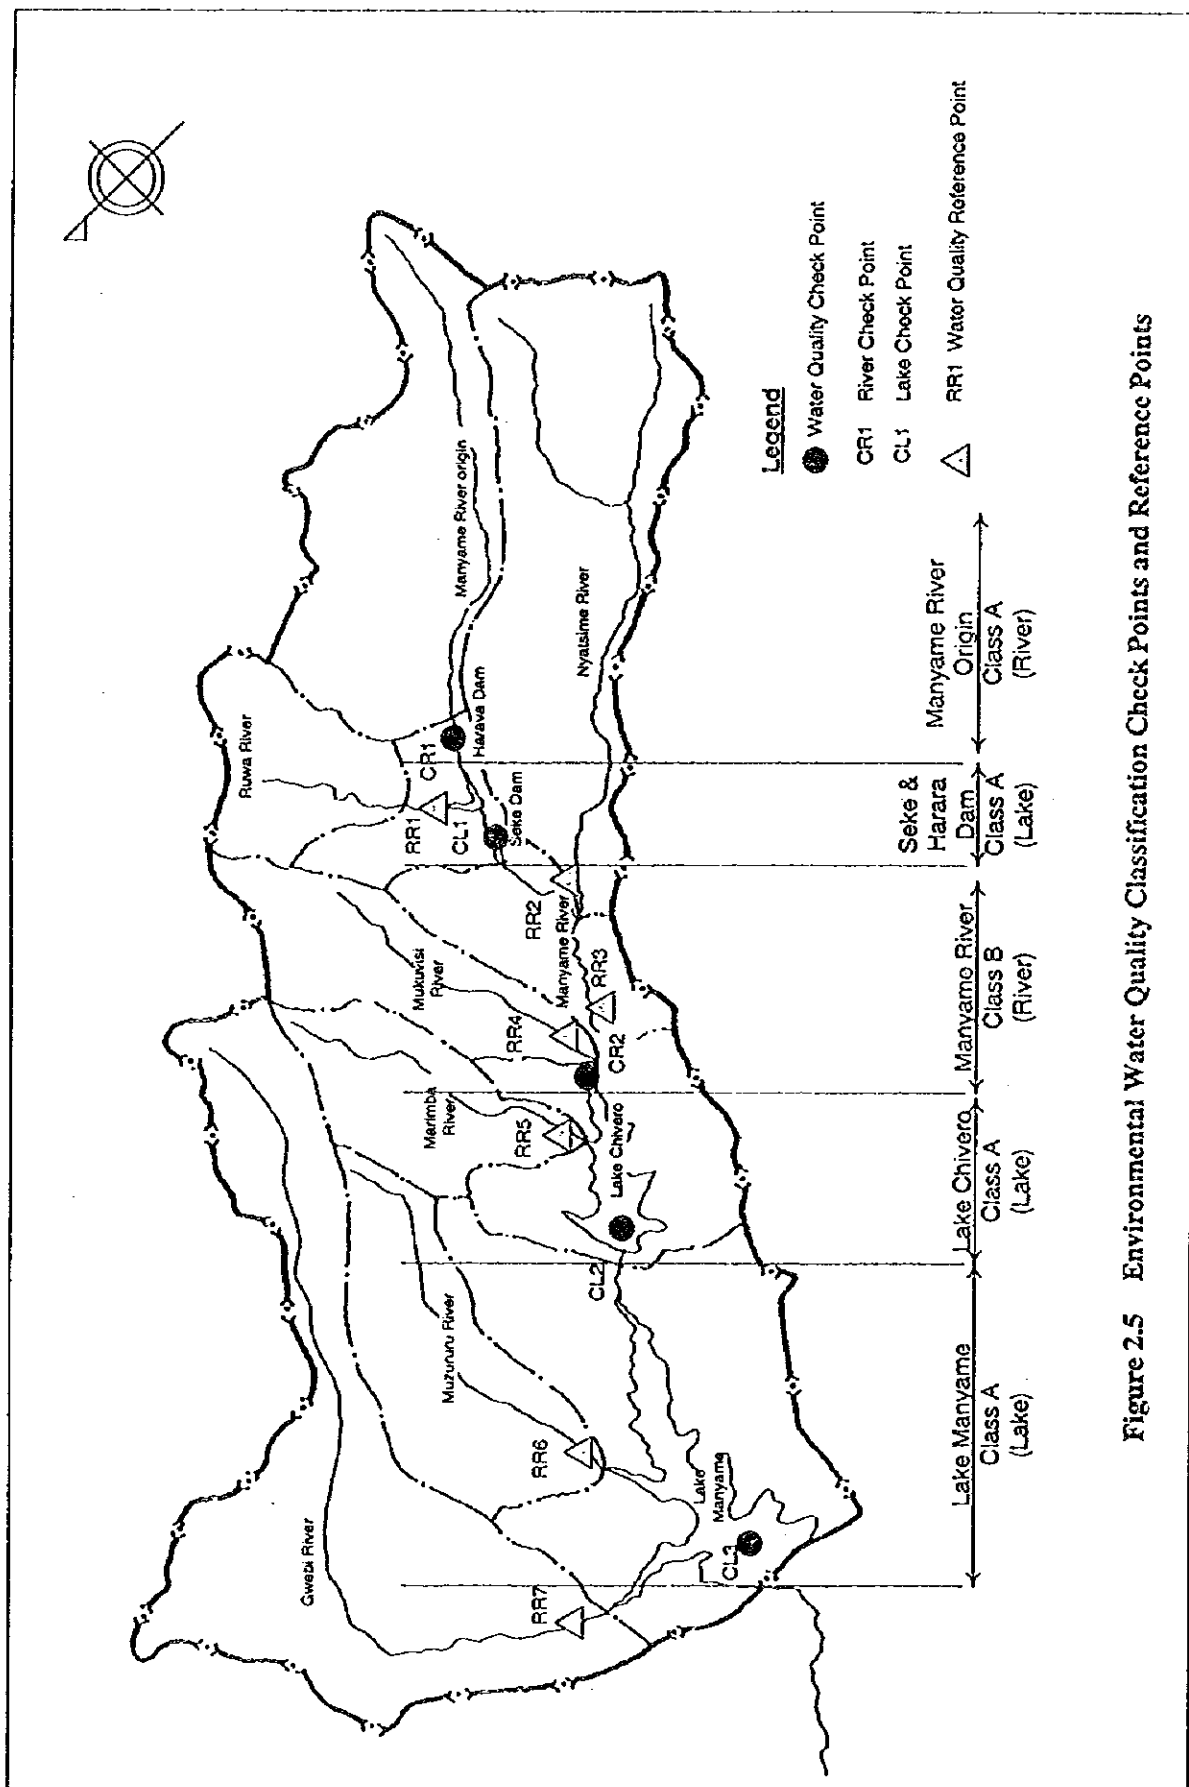 Ruwa River
Manyame River origin
CR1
Harava Dam
RR1
CL1
Seke Dam
Nyatsime River
RR2
Manyame River
Mukuvisi
River
RR3
RR4
CR2
Marimba
River
RR5
Lake Chivero
CL2
Muzururu River
RR6
Lake
Manyame
CL3
Gwebi River
RR7
Legend
Water Quality Check Point
CR1 River Check Point
CL1 Lake Check Point
RR1 Water Quality Reference Point
Lake Manyame
Class A
(Lake)
Lake Chivero
Class A
(Lake)
Manyamo River
Class B
(River)
Seke &
Harara
Dam
Class A
(Lake)
Manyame River
Origin
Class A
(River)
Figure 2.5 Environmental Water Quality Classification Check Points and Reference Points